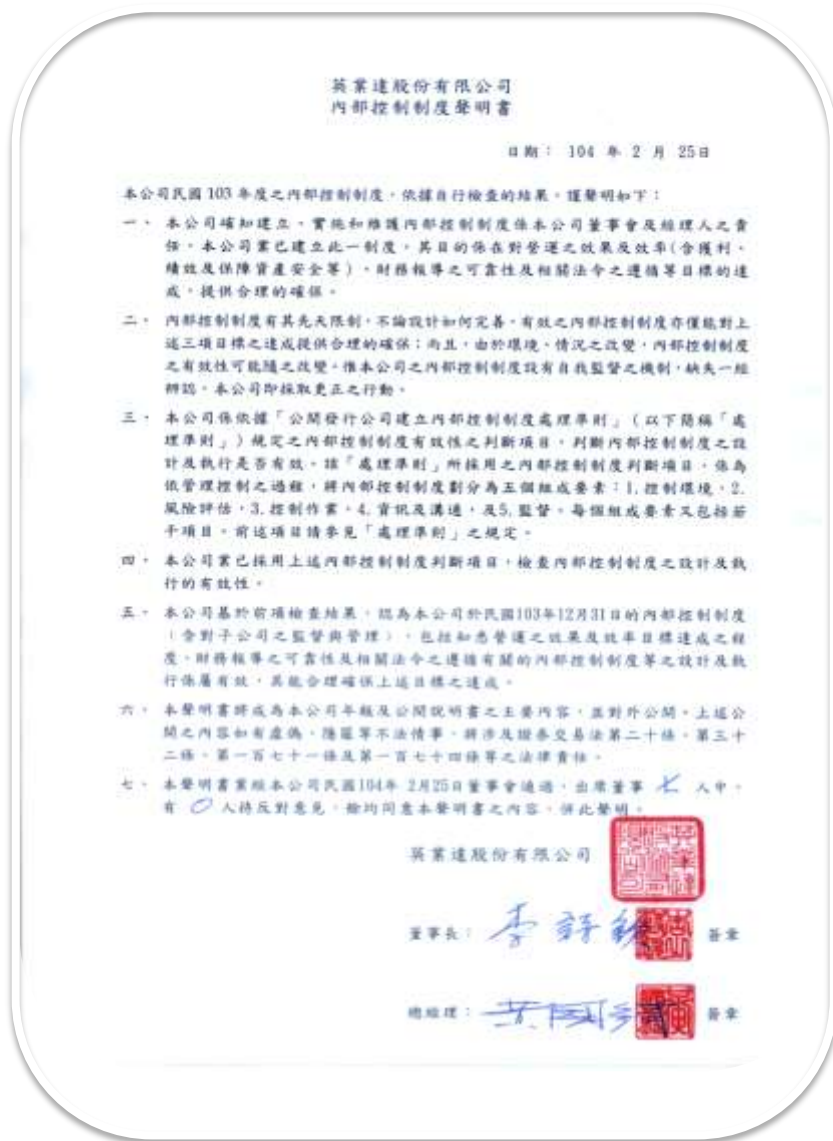 英業達股份有限公司
內部控制制度聲明書
日期： 104 年 2 月 25日
本公司民國 103 年度之內部控制制度，依據自行檢查的結果，謹聲明如下：
一、 本公司確知建立、實施和維護內部控制制度係本公司董事會及經理人之責
任，本公司業已建立此一制度。其目的係在對營運之效果及效率(含獲利、
績效及保障資產安全等)、財務報導之可靠性及相關法令之遵循等目標的達
成，提供合理的確保。
二、 內部控制制度有其先天限制，不論設計如何完善，有效之內部控制制度亦僅能對上
述三項目標之達成提供合理的確保；而且，由於環境、情況之改變，內部控制制度
之有效性可能隨之改變。惟本公司之內部控制制度設有自我監督之機制，缺失一經
辨認，本公司即採取更正之行動。
三、 本公司係依據「公開發行公司建立內部控制制度處理準則」（以下簡稱「處
理準則」）規定之內部控制制度有效性之判斷項目，判斷內部控制制度之設
計及執行是否有效。該「處理準則」所採用之內部控制制度判斷項目，係為
依管理控制之過程，將內部控制制度劃分為五個組成要素：1.控制環境，2.
風險評估，3.控制作業，4.資訊及溝通，及5.監督。每個組成要素又包括若
干項目。前述項目請參見「處理準則」之規定。
四、 本公司業已採用上述內部控制制度判斷項目，檢查內部控制制度之設計及執
行的有效性。
五、 本公司基於前項檢查結果，認為本公司於民國103年12月31日的內部控制制度
（含對子公司之監督與管理），包括知悉營運之效果及效率目標達成之程
度、財務報導之可靠性及相關法令之遵循有關的內部控制制度等之設計及執
行係屬有效，其能合理確保上述目標之達成。
六、 本聲明書將成為本公司年報及公開說明書之主要內容，並對外公開。上述公
開之內容如有虛偽、隱匿等不法情事，將涉及證券交易法第二十條、第三十
二條、第一百七十一條及第一百七十四條等之法律責任。
七、 本聲明書業經本公司民國104年 2月25日董事會通過，出席董事 七 人中，
有 0 人持反對意見，餘均同意本聲明書之內容，併此聲明。
英業達股份有限公司
董事長： 李詩欽 簽章
總經理： 簽章